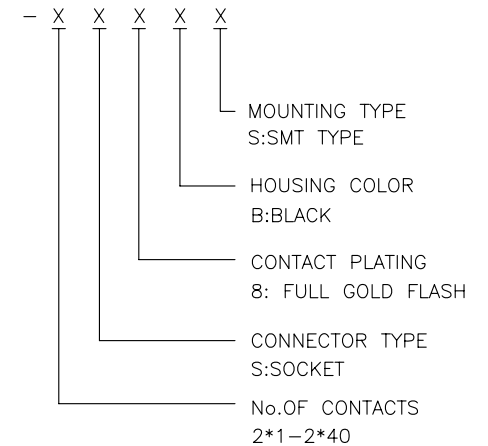 - X X X X X
MOUNTING TYPE
S:SMT TYPE
HOUSING COLOR
B:BLACK
CONTACT PLATING
8: FULL GOLD FLASH
CONNECTOR TYPE
S:SOCKET
No.OF CONTACTS
2*1-2*40